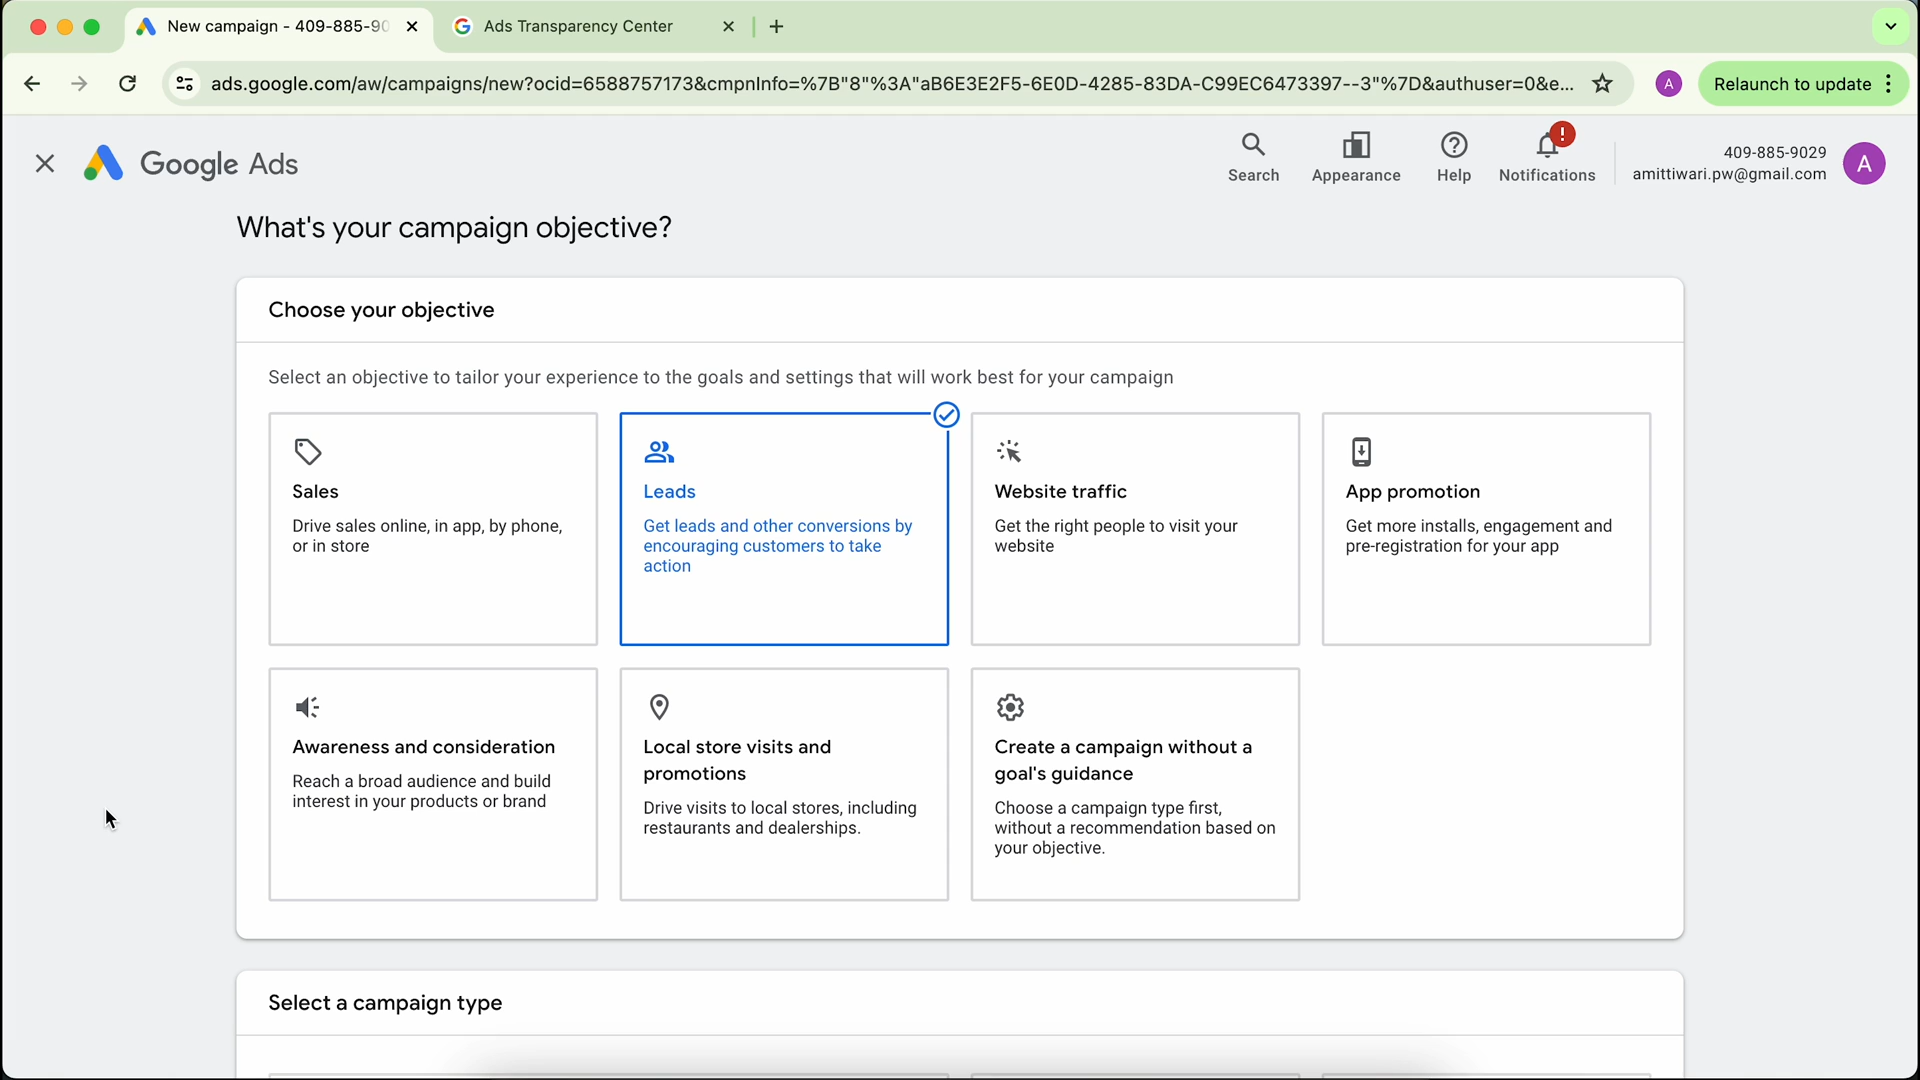 New campaign - 409-885-90
Ads Transparency Center
ads.google.com/aw/campaigns/new?ocid=6588757173&cmpnInfo=%7B"8"%3A"aB6E3E2F5-6E0D-4285-83DA-C99EC6473397--3"%7D&authuser=0&e...
A
Relaunch to update
Google Ads
Search
Appearance
Help
!
Notifications
409-885-9029
amittiwari.pw@gmail.com
A
What's your campaign objective?
Choose your objective
Select an objective to tailor your experience to the goals and settings that will work best for your campaign
Sales
Drive sales online, in app, by phone,
or in store
Leads
Get leads and other conversions by
encouraging customers to take
action
Website traffic
Get the right people to visit your
website
App promotion
Get more installs, engagement and
pre-registration for your app
Awareness and consideration
Reach a broad audience and build
interest in your products or brand
Local store visits and
promotions
Drive visits to local stores, including
restaurants and dealerships.
Create a campaign without a
goal's guidance
Choose a campaign type first,
without a recommendation based on
your objective.
Select a campaign type